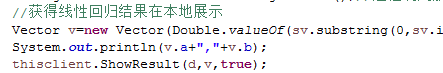 //获得线性回归结果在本地展示
Vector v=new Vector(Double.valueOf(sv.substring(0,sv.i
System.out.println(v.a+","+v.b);
thisclient.ShowResult(d,v,true);